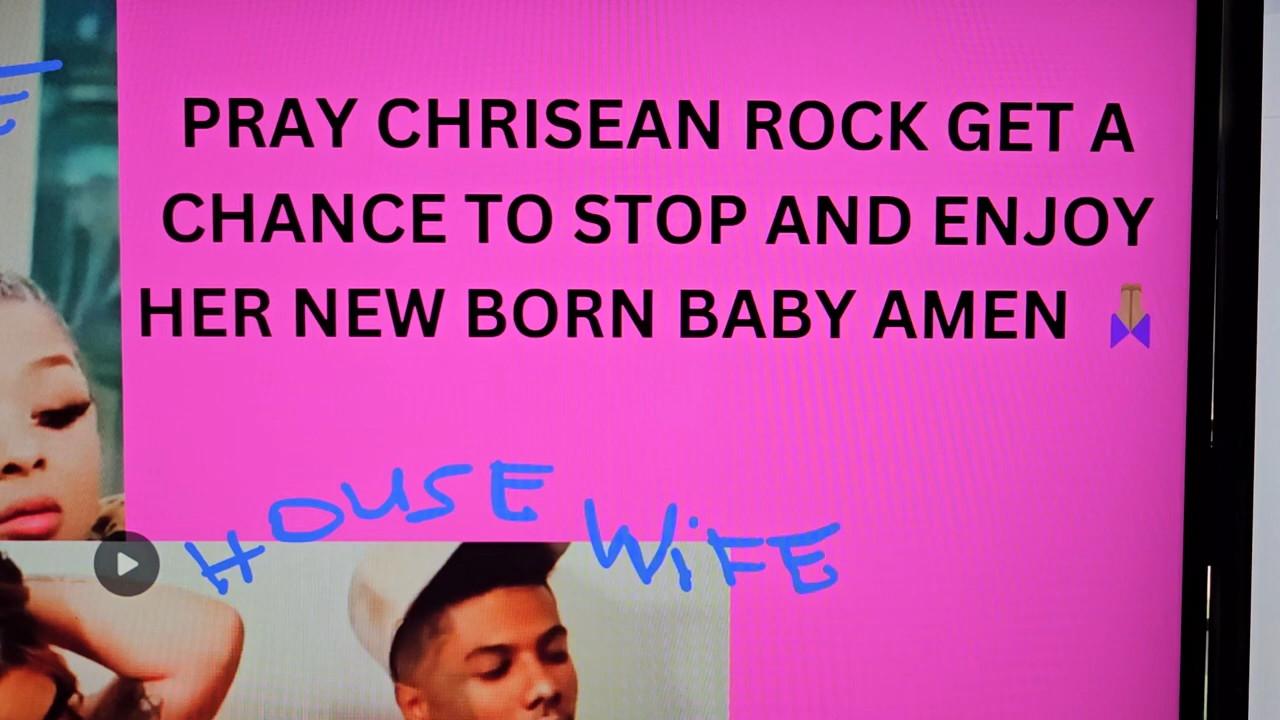 PRAY CHRISEAN ROCK GET A
CHANCE TO STOP AND ENJOY
HER NEW BORN BABY AMEN 🙏🏽
HOUSE WiFE